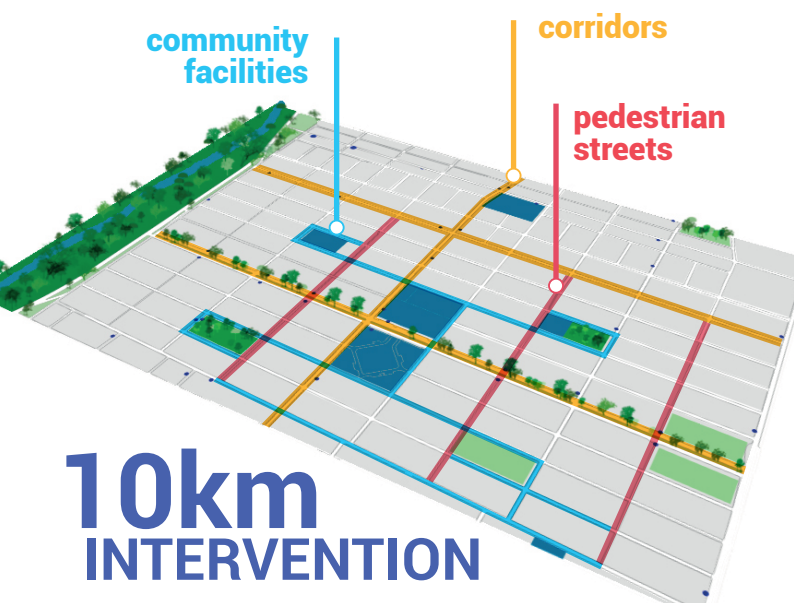 community
facilities
corridors
pedestrian
streets
10km
INTERVENTION